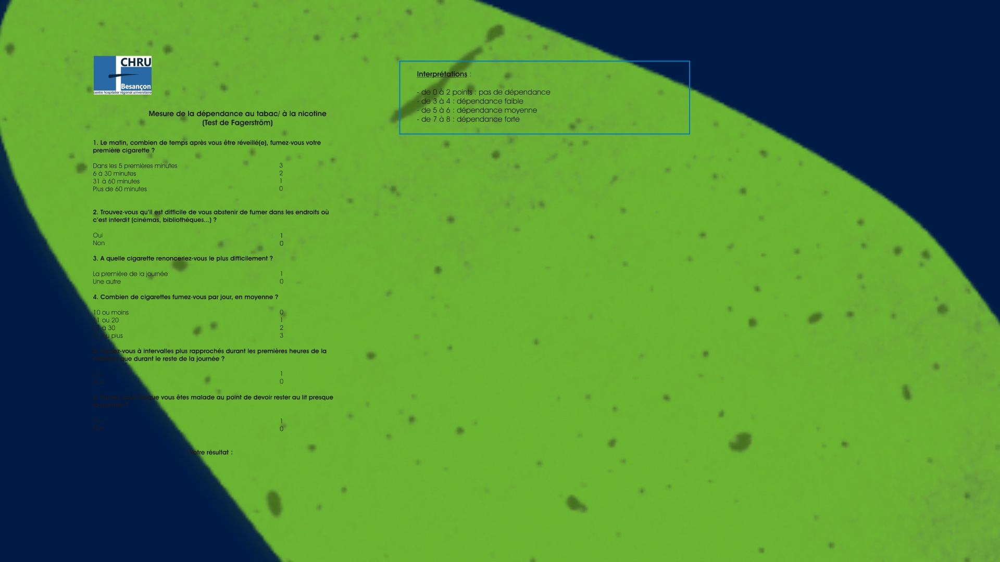 CHRU
Besançon
centre hospitalier régional universitaire
Mesure de la dépendance au tabac/ à la nicotine
(Test de Fagerström)
1. Le matin, combien de temps après vous être réveillé(e), fumez-vous votre
première cigarette ?
Dans les 5 premières minutes 3
6 à 30 minutes 2
31 à 60 minutes 1
Plus de 60 minutes 0
2. Trouvez-vous qu'il est difficile de vous abstenir de fumer dans les endroits où
c'est interdit (cinémas, bibliothèques...) ?
Oui 1
Non 0
3. A quelle cigarette renonceriez-vous le plus difficilement ?
La première de la journée 1
Une autre 0
4. Combien de cigarettes fumez-vous par jour, en moyenne ?
10 ou moins 0
11 ou 20 1
à 30 2
ou plus 3
à intervalles plus rapprochés durant les premières heures de la
que durant le reste de la journée ?
1
0
vous êtes malade au point de devoir rester au lit presque
1
0
Votre résultat :
Interprétations :
- de 0 à 2 points : pas de dépendance
- de 3 à 4 : dépendance faible
- de 5 à 6 : dépendance moyenne
- de 7 à 8 : dépendance forte